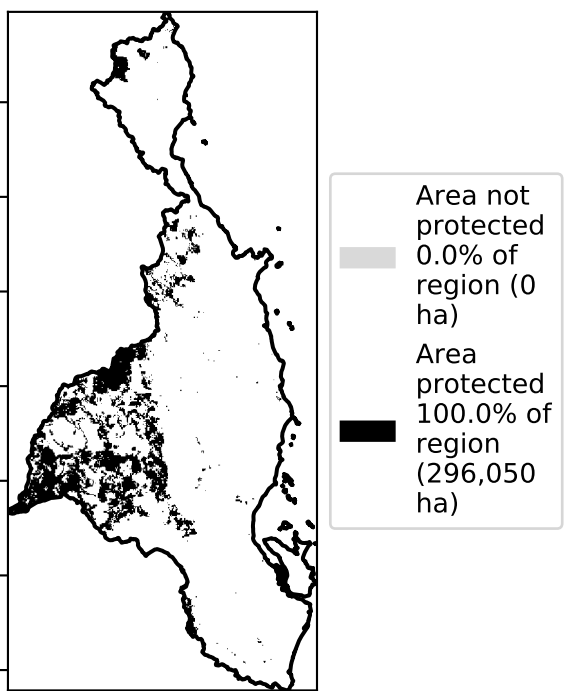 Area not
protected
0.0% of
region (0
ha)
Area
protected
100.0% of
region
(296,050
ha)